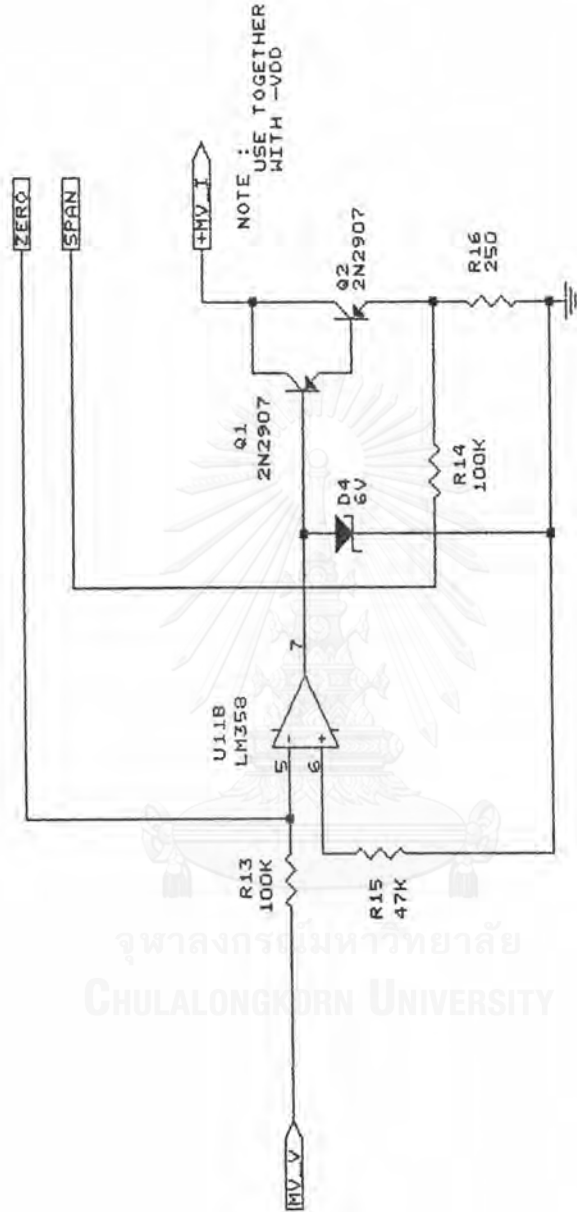 ZERO
SPAN
+MV_I
NOTE :
USE TOGETHER
WITH -VDD
Q1
2N2907
Q2
2N2907
R16
250
R14
100K
D4
6V
U11B
LM358
7
5
6
-
+
R13
100K
R15
47K
MV_V
จุฬาลงกรณ์มหาวิทยาลัย
CHULALONGKORN UNIVERSITY